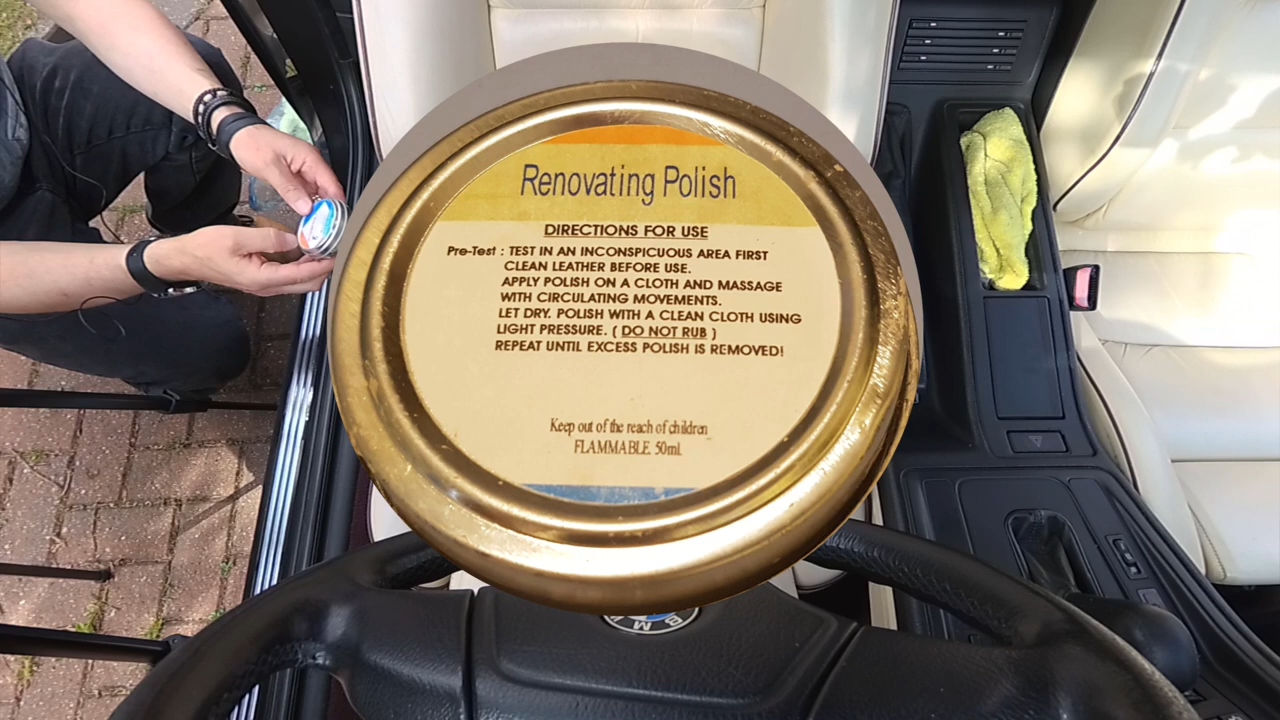 Renovating Polish
DIRECTIONS FOR USE
Pre-Test : TEST IN AN INCONSPICUOUS AREA FIRST
CLEAN LEATHER BEFORE USE.
APPLY POLISH ON A CLOTH AND MASSAGE
WITH CIRCULATING MOVEMENTS.
LET DRY. POLISH WITH A CLEAN CLOTH USING
LIGHT PRESSURE. ( DO NOT RUB )
REPEAT UNTIL EXCESS POLISH IS REMOVED!
Keep out of the reach of children
FLAMMABLE. 50ml.
BMW